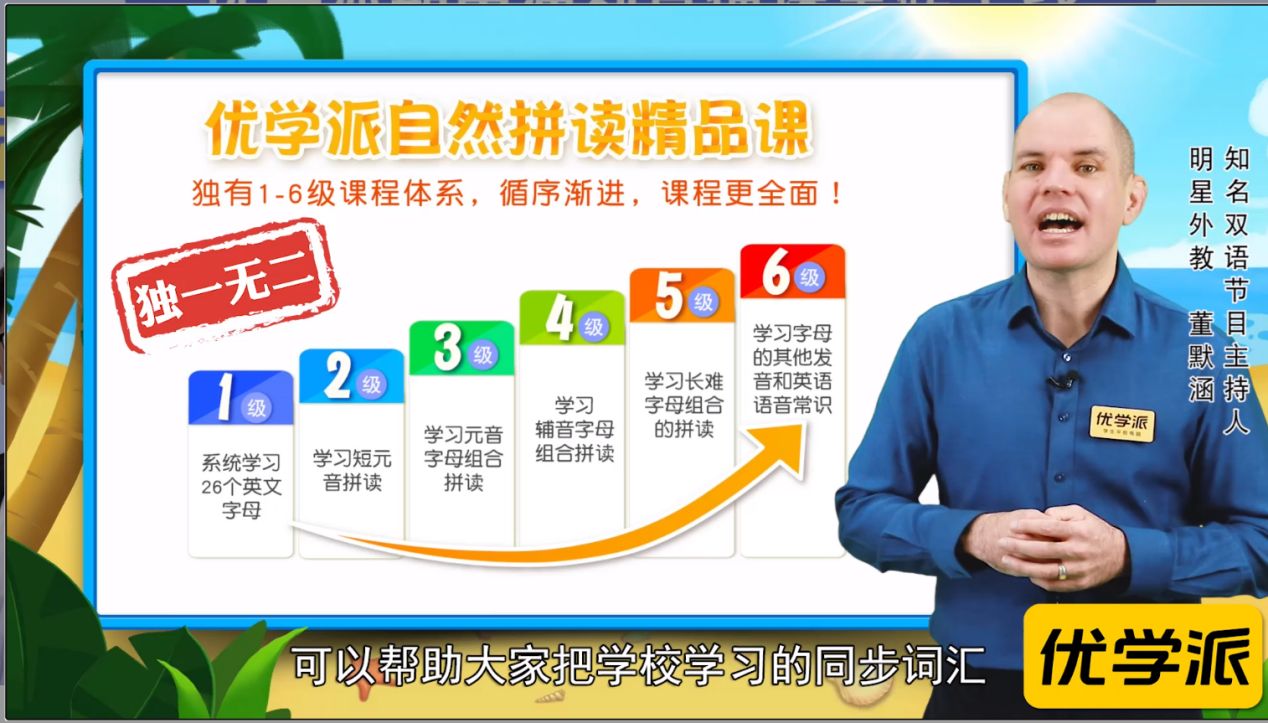 优学派自然拼读精品课
独有1-6级课程体系，循序渐进，课程更全面！
独一无二
1级
系统学习
26个英文
字母
2级
学习短元
音拼读
3级
学习元音
字母组合
拼读
4级
学习
辅音字母
组合拼读
5级
学习长难
字母组合
的拼读
6级
学习字母
的其他发
音和英语
语音常识
知名双语节目主持人
明星外教 董默涵
优学派
可以帮助大家把学校学习的同步词汇
优学派